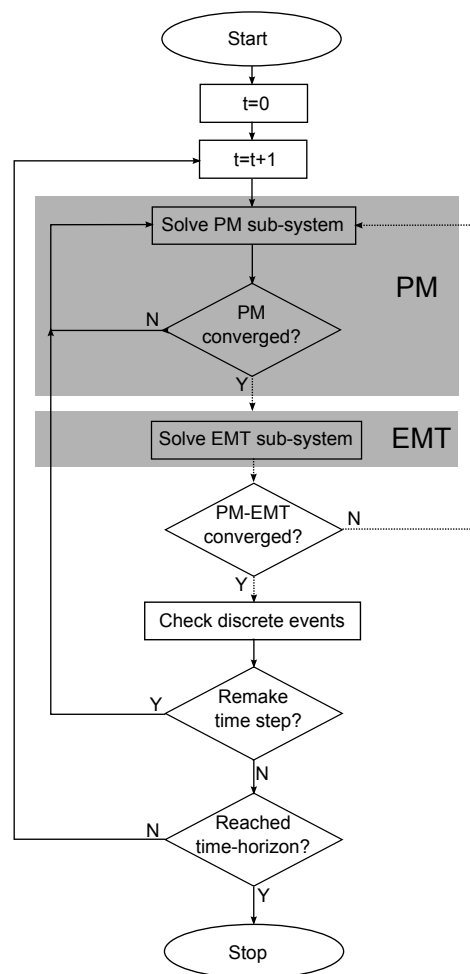 Start
t=0
t=t+1
Solve PM sub-system
PM
PM
converged?
N
Y
Solve EMT sub-system
EMT
PM-EMT
converged?
N
Y
Check discrete events
Remake
time step?
Y
N
Reached
time-horizon?
N
Y
Stop